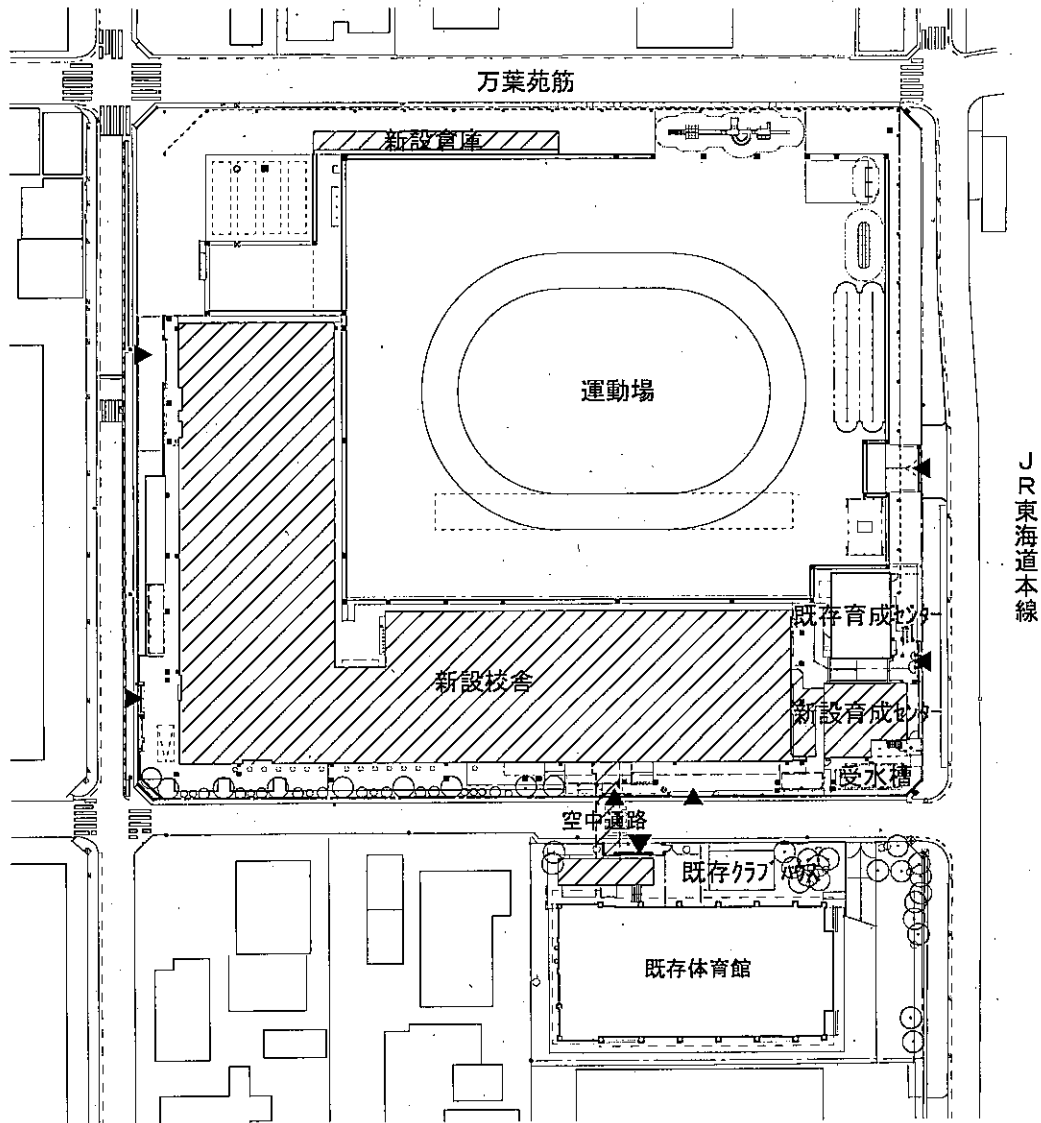 万葉苑筋
新設倉庫
運動場
JR東海道本線
既存育成センター
新設校舎
新設育成センター
受水槽
空中通路
既存クラブハウス
既存体育館